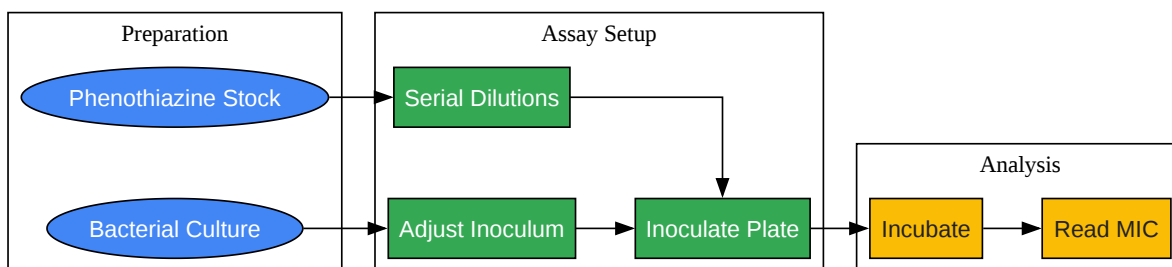 Preparation
Assay Setup
Phenothiazine Stock
Serial Dilutions
Analysis
Bacterial Culture
Adjust Inoculum
Inoculate Plate
Incubate
Read MIC